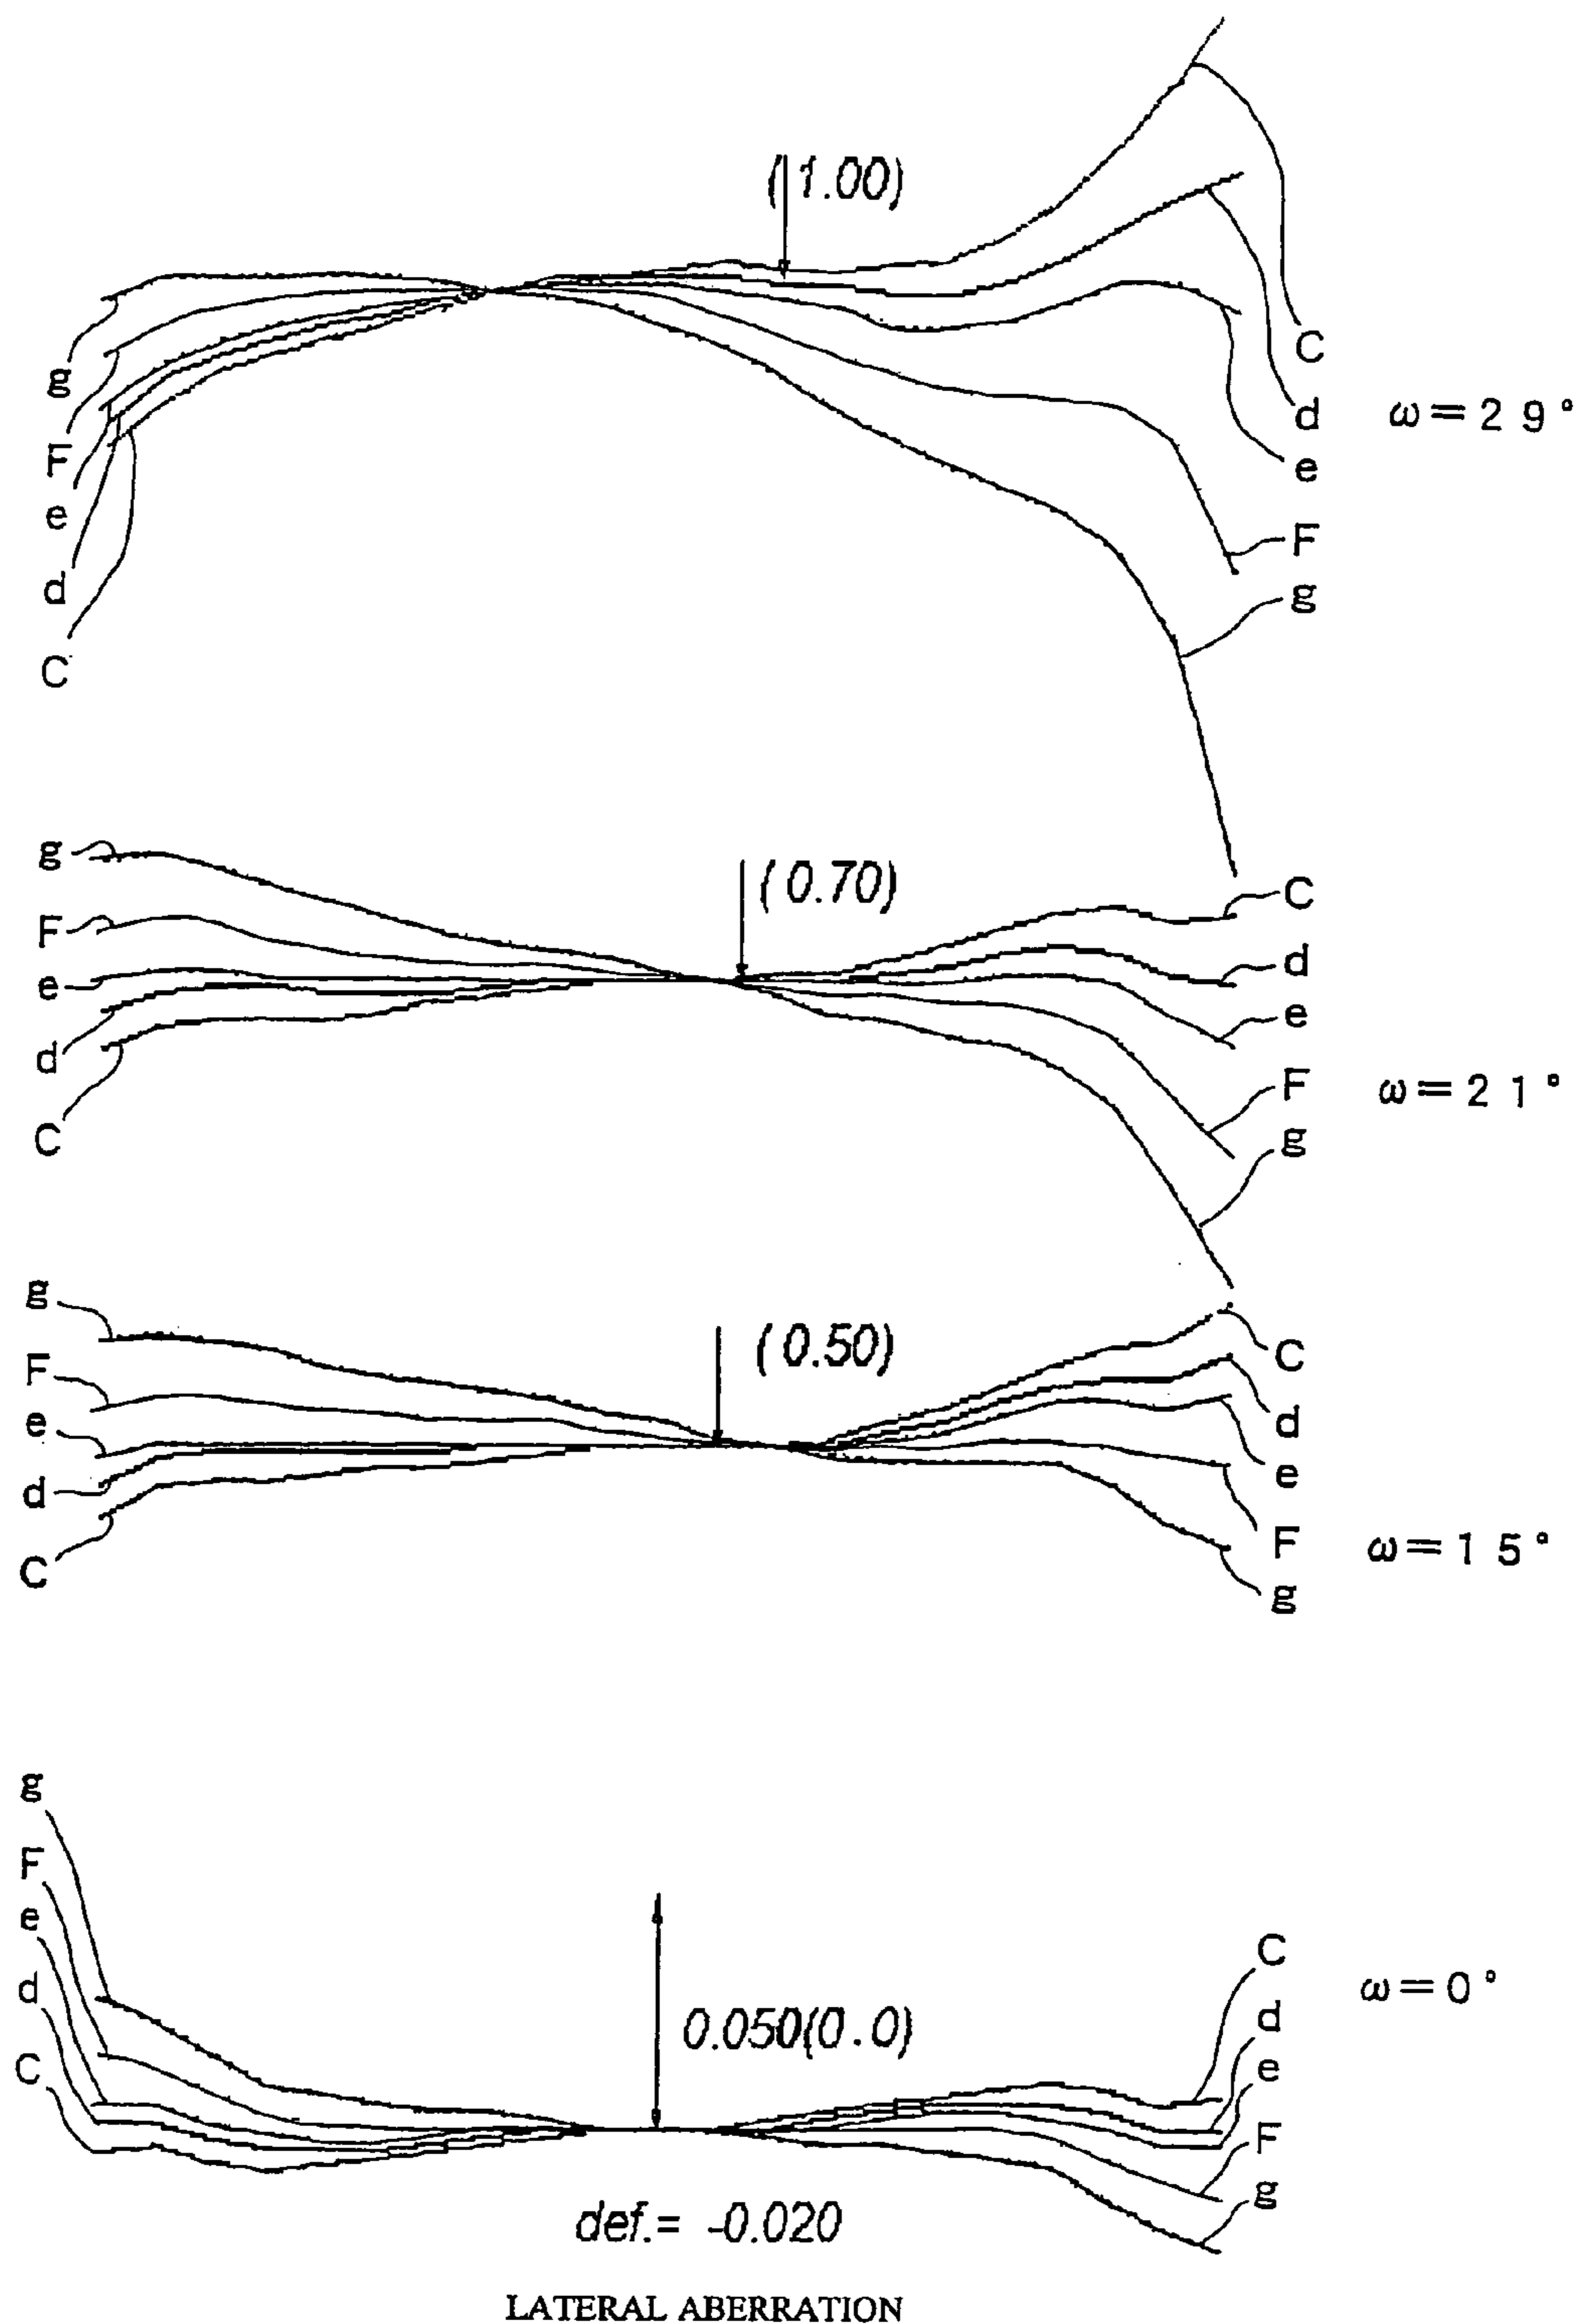 (1.00)
g
F
e
d
C
C
d
e
F
g
ω=29°
g
F
e
d
C
(0.70)
C
d
e
F
g
ω=21°
g
F
e
d
C
(0.50)
C
d
e
F
g
ω=15°
g
F
e
d
C
0.050(0.0)
C
d
e
F
g
ω=0°
def.= -0.020
LATERAL ABERRATION